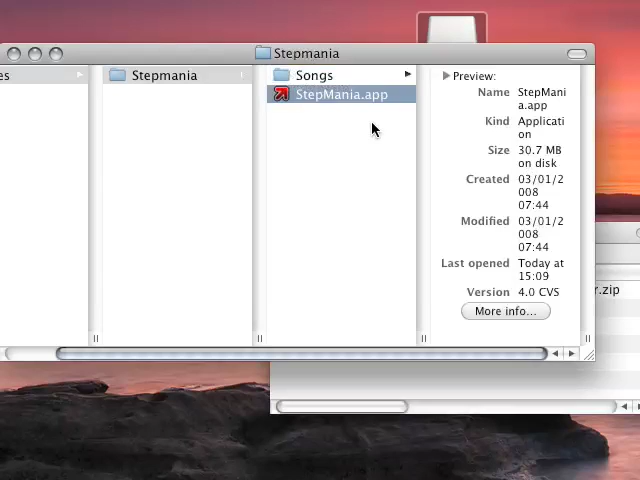 Stepmania
es
Stepmania
Songs
StepMania.app
Preview:
Name StepMani
a.app
Kind Applicati
on
Size 30.7 MB
on disk
Created 03/01/2
008
07:44
Modified 03/01/2
008
07:44
Last opened Today at
15:09
Version 4.0 CVS
More info...
r.zip